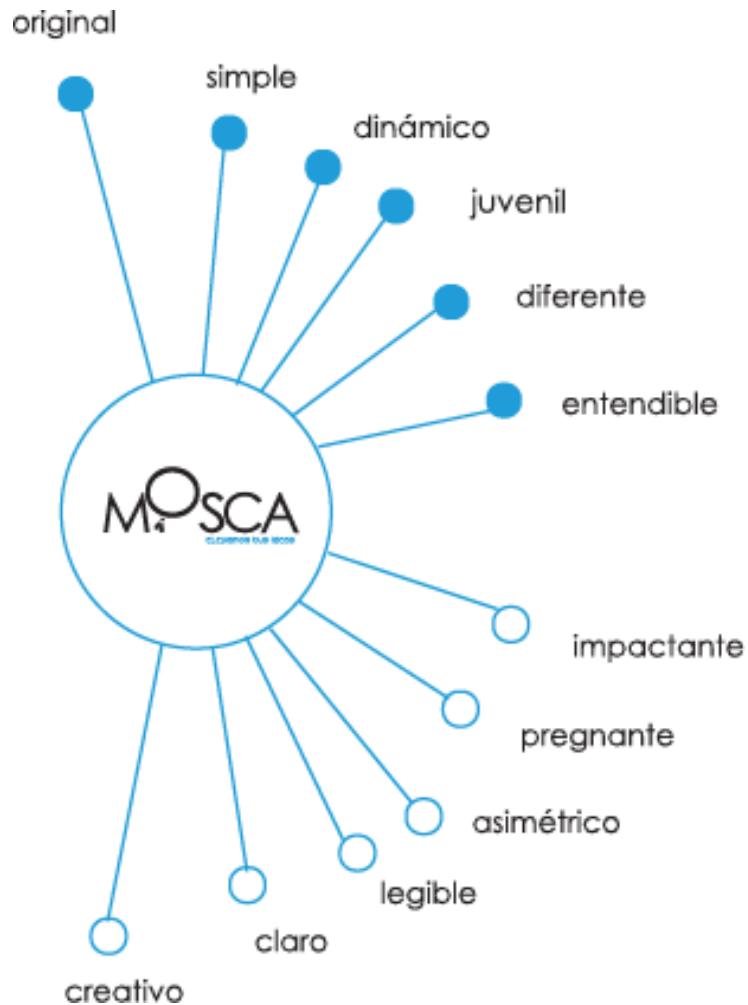 original
simple
dinámico
juvenil
diferente
entendible
MOSCA
impactante
pregnante
asimétrico
legible
claro
creativo